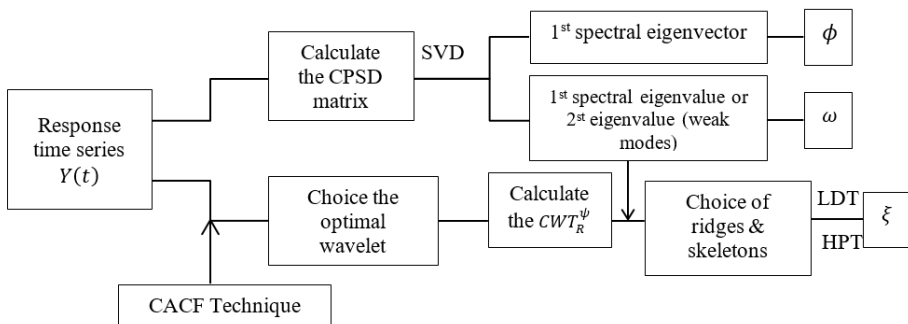 Response
time series
Y(t)
Calculate
the CPSD
matrix
SVD
1st spectral eigenvector
ϕ
1st spectral eigenvalue or
2st eigenvalue (weak
modes)
ω
Choice the
optimal
wavelet
Calculate
the CWT_R^ψ
Choice of
ridges &
skeletons
LDT
HPT
ξ
CACF Technique